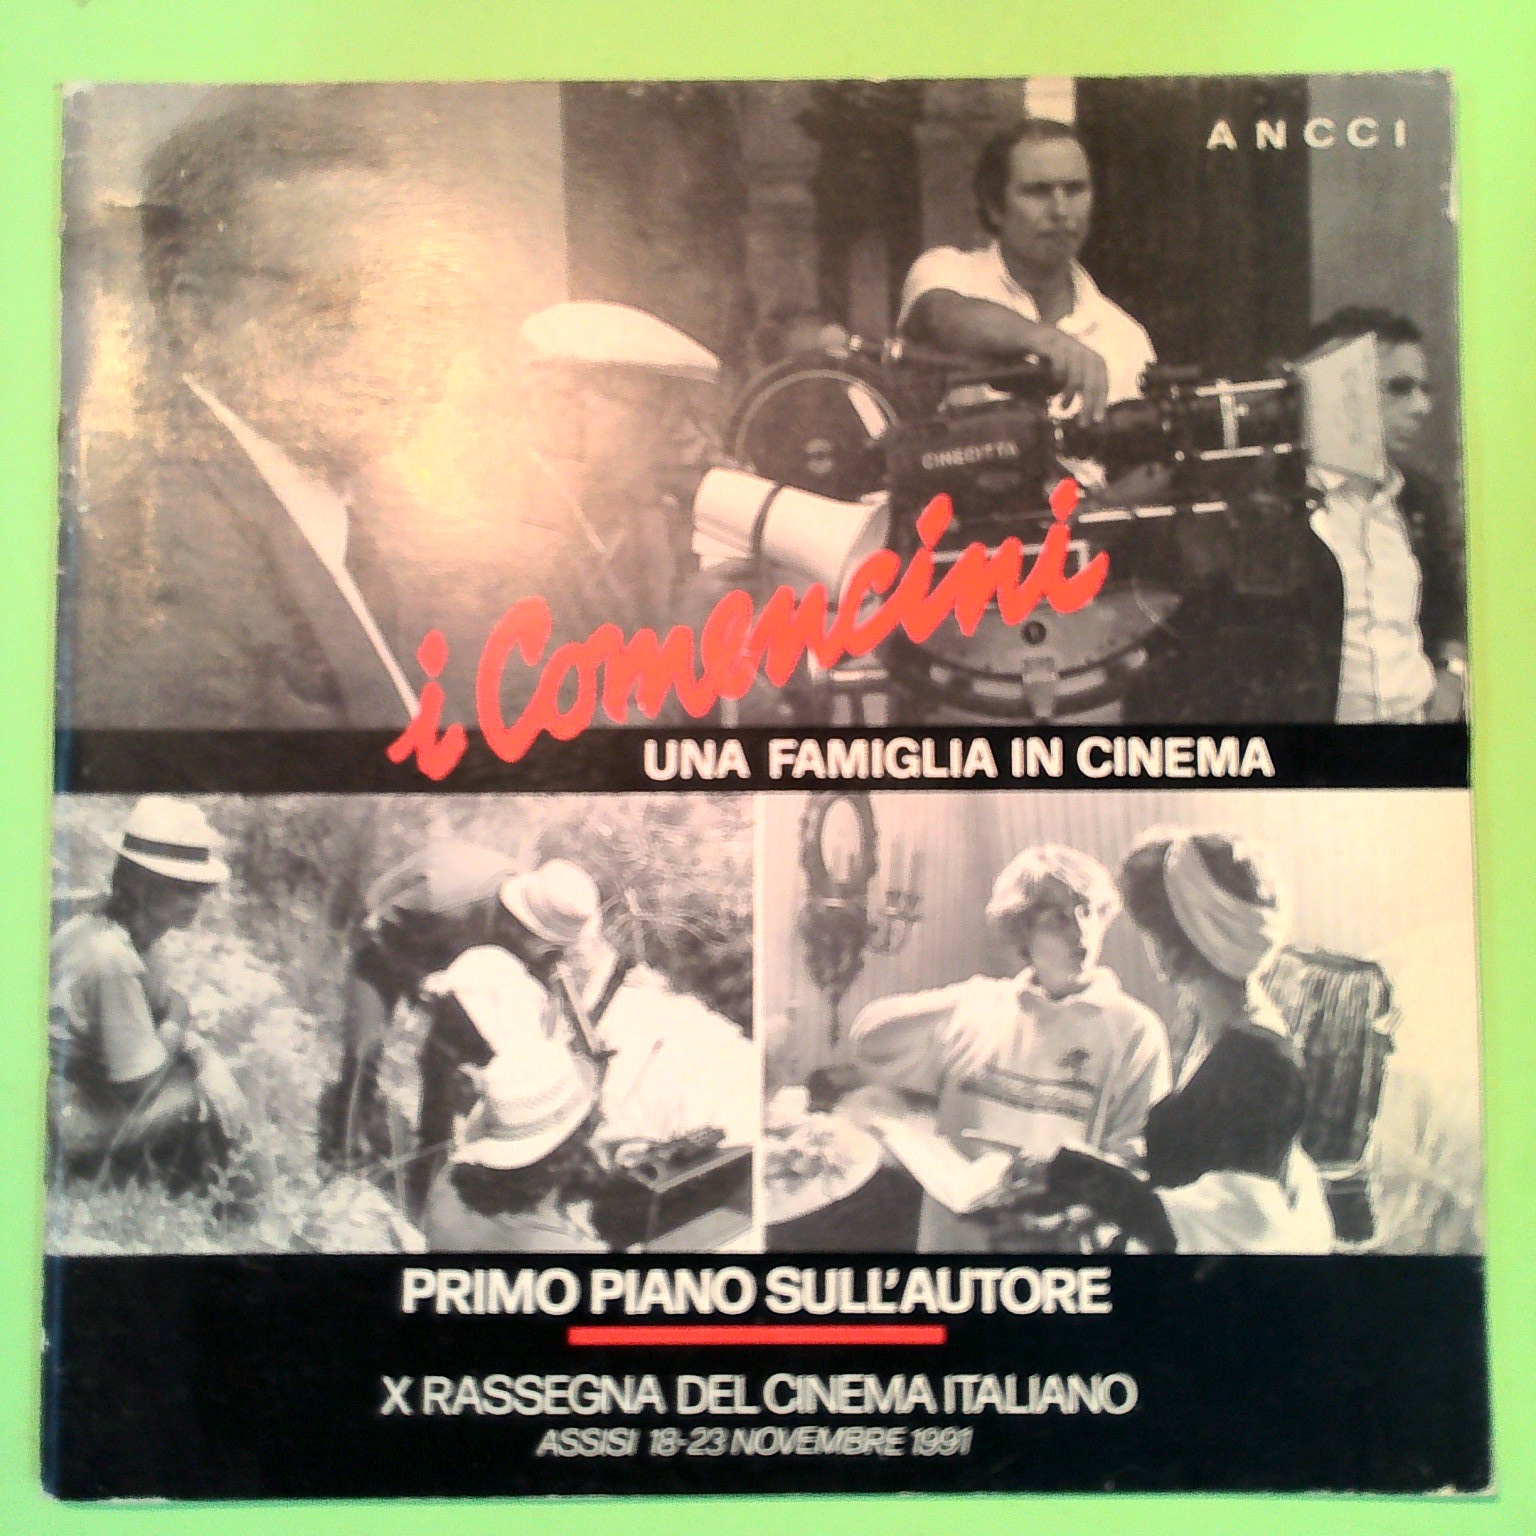 ANCCI
CINECITTA
i Comencini
UNA FAMIGLIA IN CINEMA
PRIMO PIANO SULL'AUTORE
X RASSEGNA DEL CINEMA ITALIANO
ASSISI 18-23 NOVEMBRE 1991